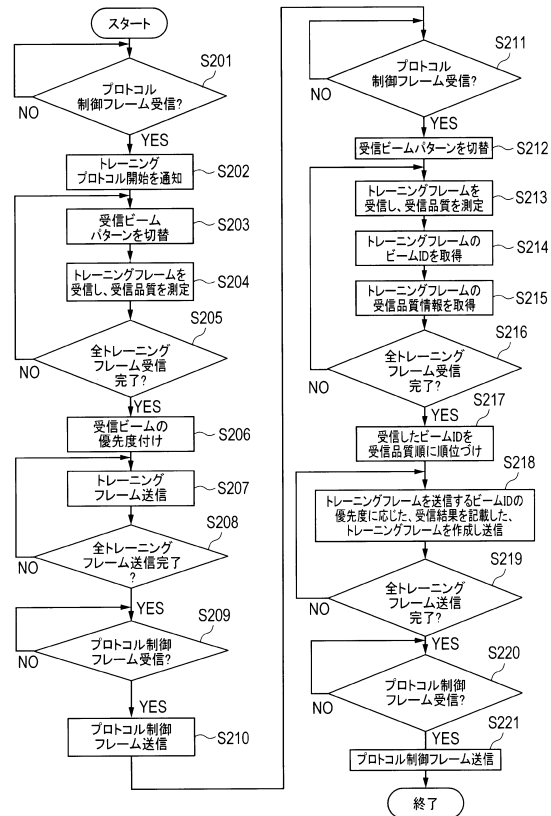 スタート
S201
プロトコル
制御フレーム受信?
NO
YES
トレーニング
プロトコル開始を通知
S202
受信ビーム
パターンを切替
S203
トレーニングフレームを
受信し、受信品質を測定
S204
S205
全トレーニング
フレーム受信
完了?
NO
YES
受信ビームの
優先度付け
S206
トレーニング
フレーム送信
S207
S208
全トレーニング
フレーム送信完了
?
NO
YES
S209
プロトコル制御
フレーム受信?
NO
YES
プロトコル制御
フレーム送信
S210
S211
プロトコル
制御フレーム受信?
NO
YES
受信ビームパターンを切替
S212
トレーニングフレームを
受信し、受信品質を測定
S213
トレーニングフレームの
ビームIDを取得
S214
トレーニングフレームの
受信品質情報を取得
S215
S216
全トレーニング
フレーム受信
完了?
NO
YES
S217
受信したビームIDを
受信品質順に順位づけ
S218
トレーニングフレームを送信するビームIDの
優先度に応じた、受信結果を記載した、
トレーニングフレームを作成し送信
S219
全トレーニング
フレーム送信
完了?
NO
YES
S220
プロトコル制御
フレーム受信?
NO
YES
S221
プロトコル制御フレーム送信
終了